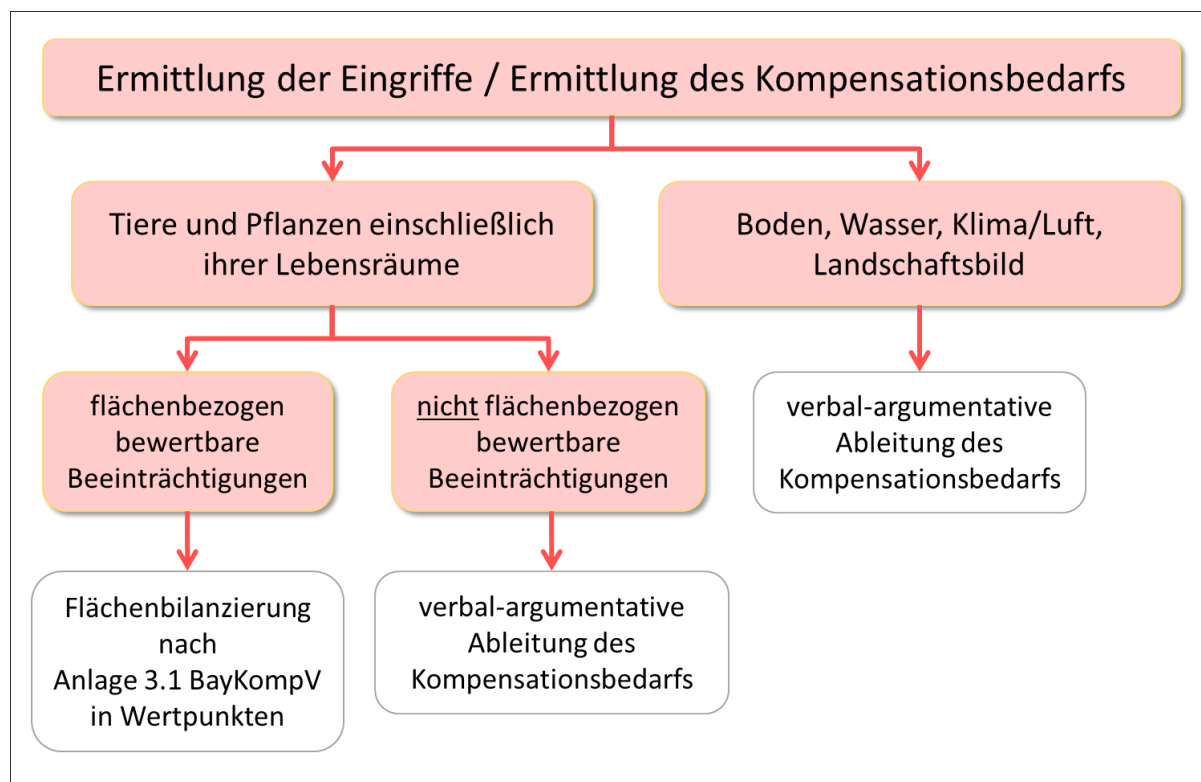 Ermittlung der Eingriffe / Ermittlung des Kompensationsbedarfs
Tiere und Pflanzen einschließlich
ihrer Lebensräume
Boden, Wasser, Klima/Luft,
Landschaftsbild
flächenbezogen
bewertbare
Beeinträchtigungen
nicht flächenbezogen
bewertbare
Beeinträchtigungen
verbal-argumentative
Ableitung des
Kompensationsbedarfs
Flächenbilanzierung
nach
Anlage 3.1 BayKompV
in Wertpunkten
verbal-argumentative
Ableitung des
Kompensationsbedarfs